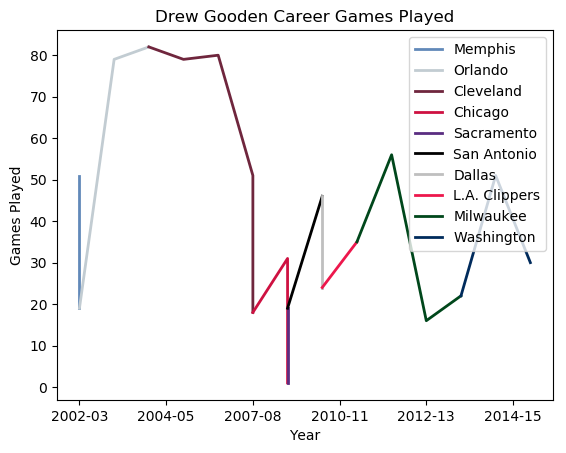 Drew Gooden Career Games Played
Games Played
80
70
60
50
40
30
20
10
0
2002-03
2004-05
2007-08
2010-11
2012-13
2014-15
Year
Memphis
Orlando
Cleveland
Chicago
Sacramento
San Antonio
Dallas
L.A. Clippers
Milwaukee
Washington